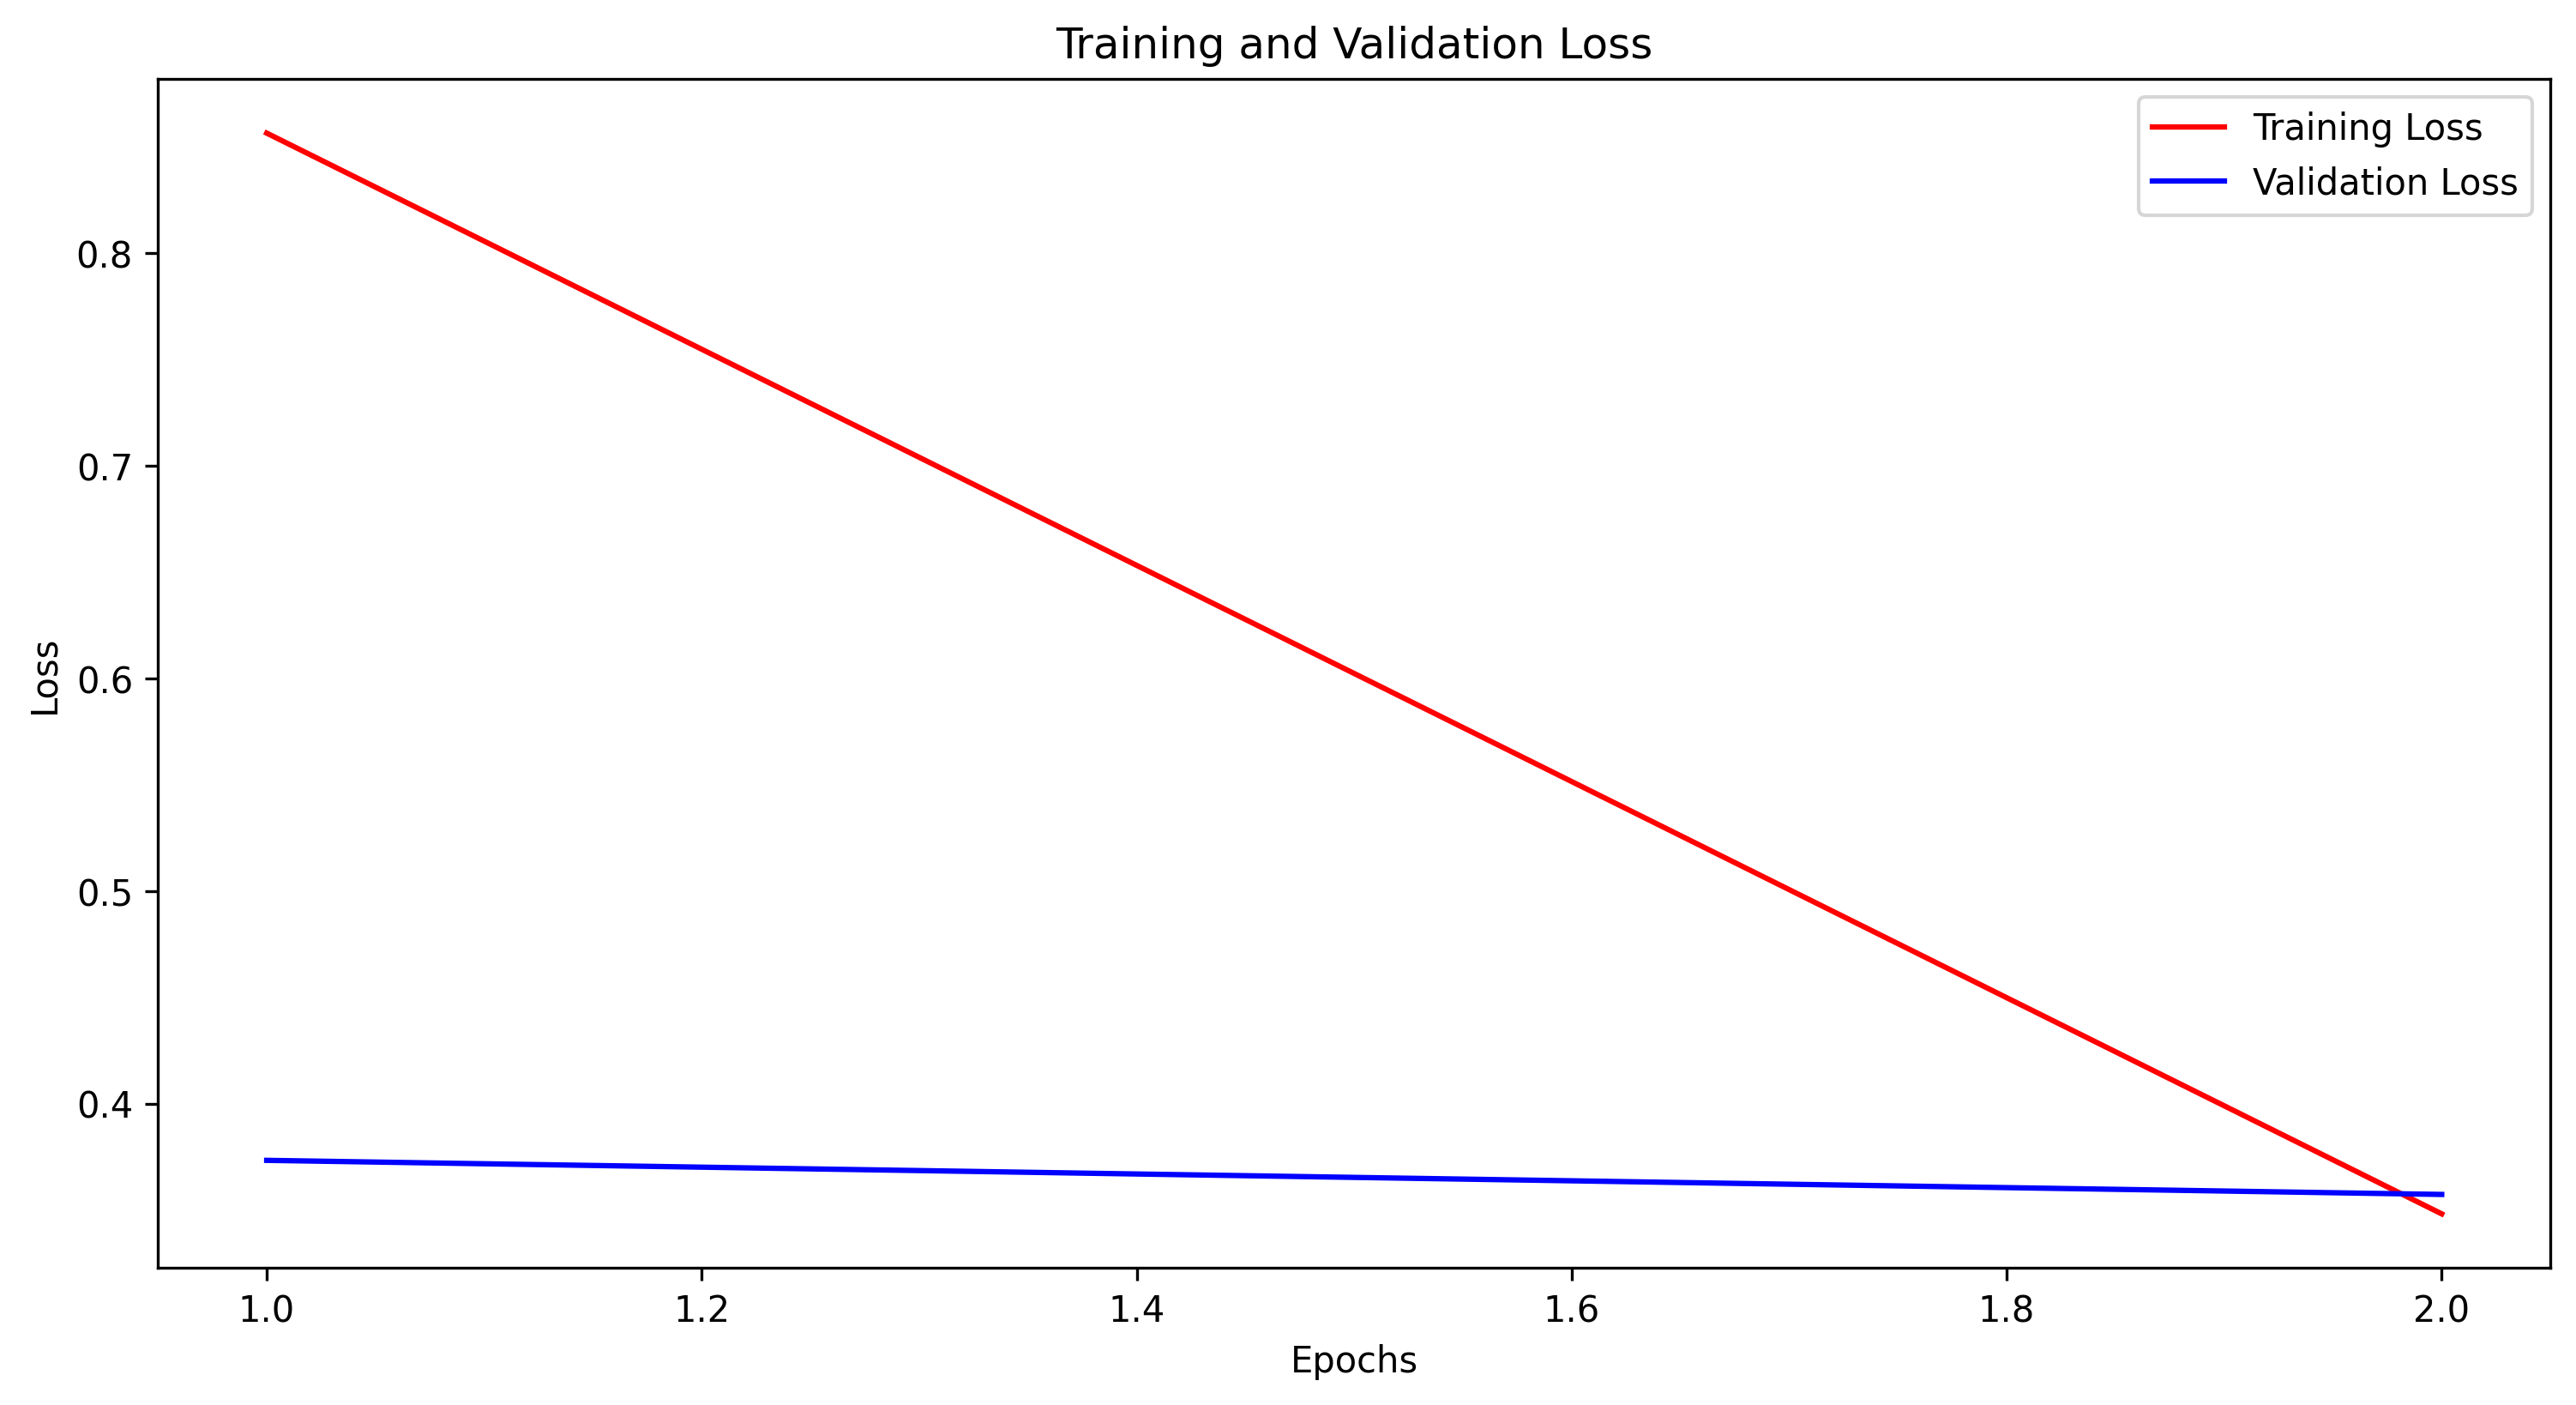 Training and Validation Loss
Training Loss
Validation Loss
0.8
0.7
0.6
0.5
0.4
Loss
1.0 1.2 1.4 1.6 1.8 2.0
Epochs